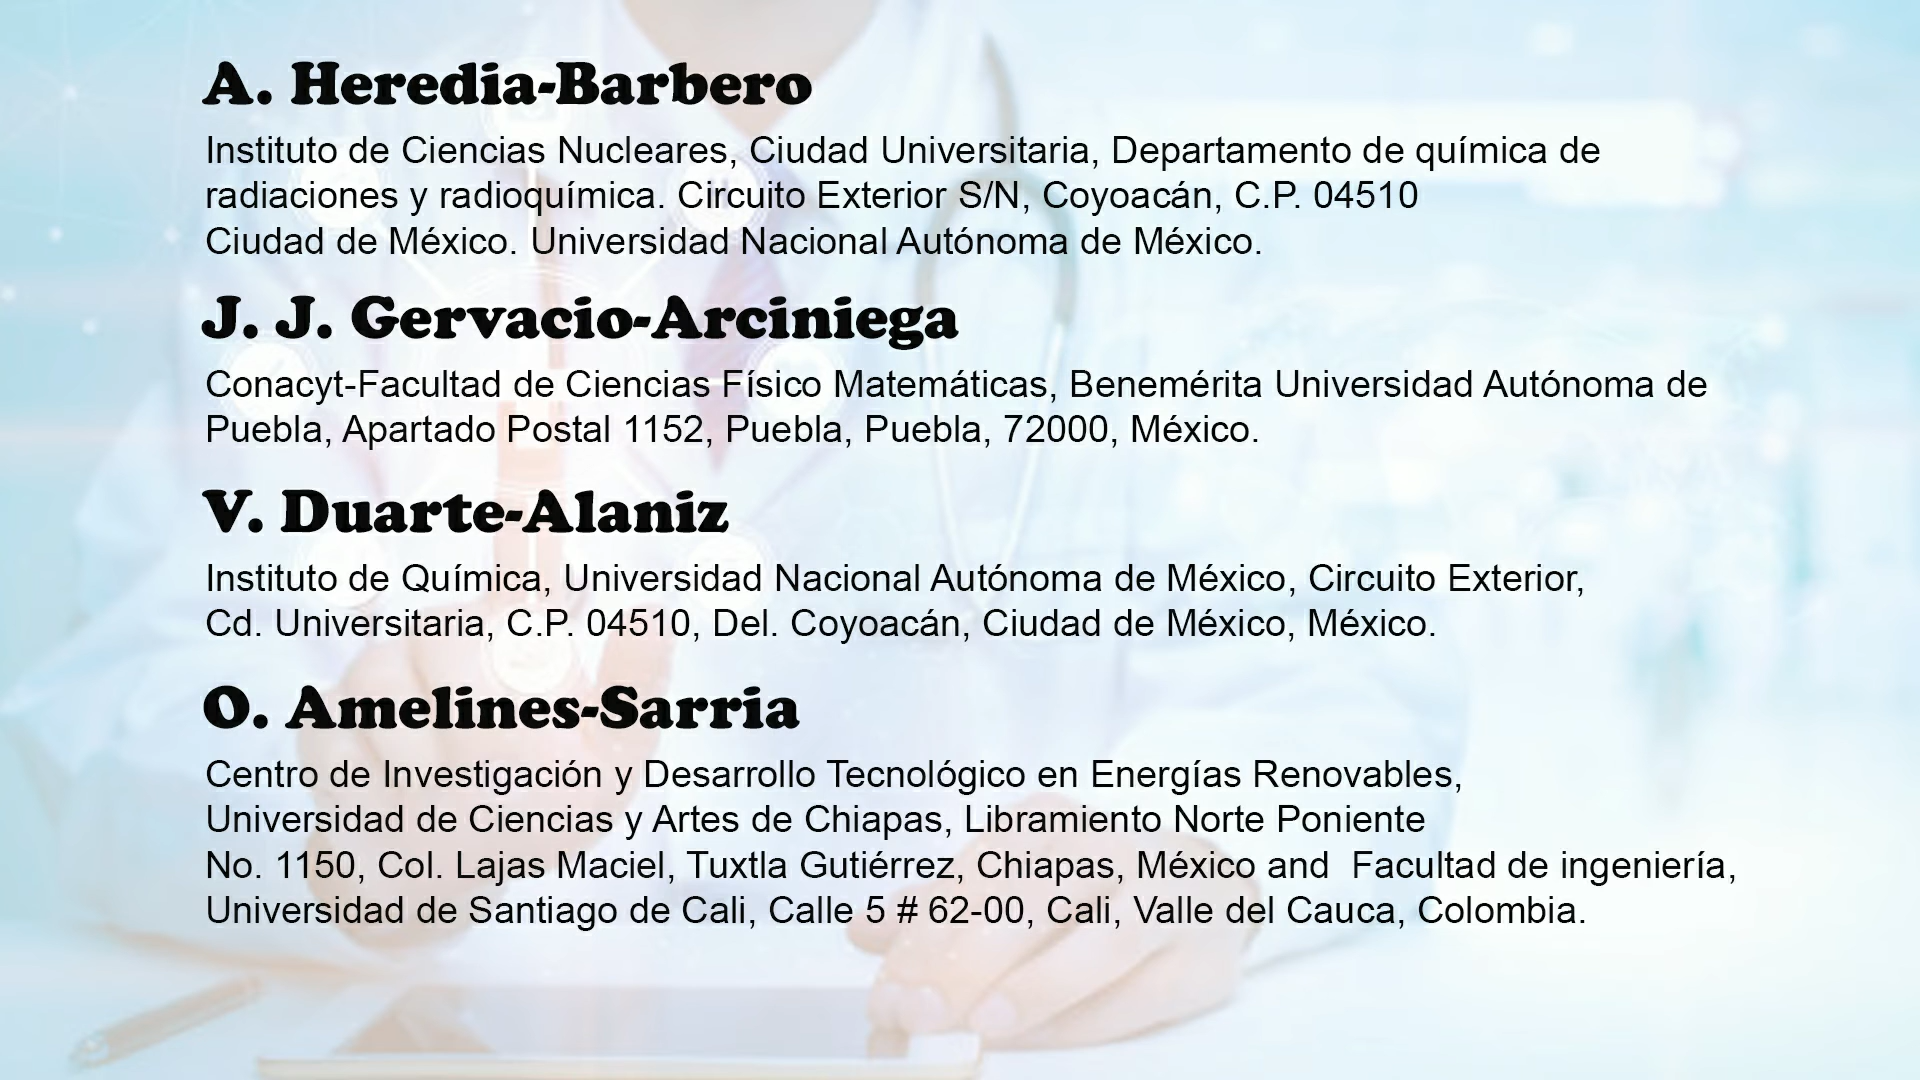 A. Heredia-Barbero
Instituto de Ciencias Nucleares, Ciudad Universitaria, Departamento de química de
radiaciones y radioquímica. Circuito Exterior S/N, Coyoacán, C.P. 04510
Ciudad de México. Universidad Nacional Autónoma de México.
J. J. Gervacio-Arciniega
Conacyt-Facultad de Ciencias Físico Matemáticas, Benemérita Universidad Autónoma de
Puebla, Apartado Postal 1152, Puebla, Puebla, 72000, México.
V. Duarte-Alaniz
Instituto de Química, Universidad Nacional Autónoma de México, Circuito Exterior,
Cd. Universitaria, C.P. 04510, Del. Coyoacán, Ciudad de México, México.
O. Amelines-Sarria
Centro de Investigación y Desarrollo Tecnológico en Energías Renovables,
Universidad de Ciencias y Artes de Chiapas, Libramiento Norte Poniente
No. 1150, Col. Lajas Maciel, Tuxtla Gutiérrez, Chiapas, México and  Facultad de ingeniería,
Universidad de Santiago de Cali, Calle 5 # 62-00, Cali, Valle del Cauca, Colombia.